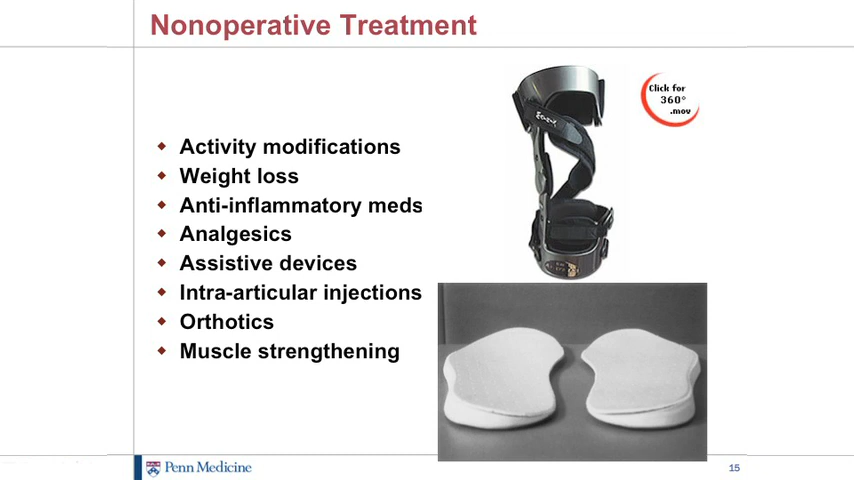 Nonoperative Treatment
Click for
360°
.mov
Activity modifications
Weight loss
Anti-inflammatory meds
Analgesics
Assistive devices
Intra-articular injections
Orthotics
Muscle strengthening
Penn Medicine
15